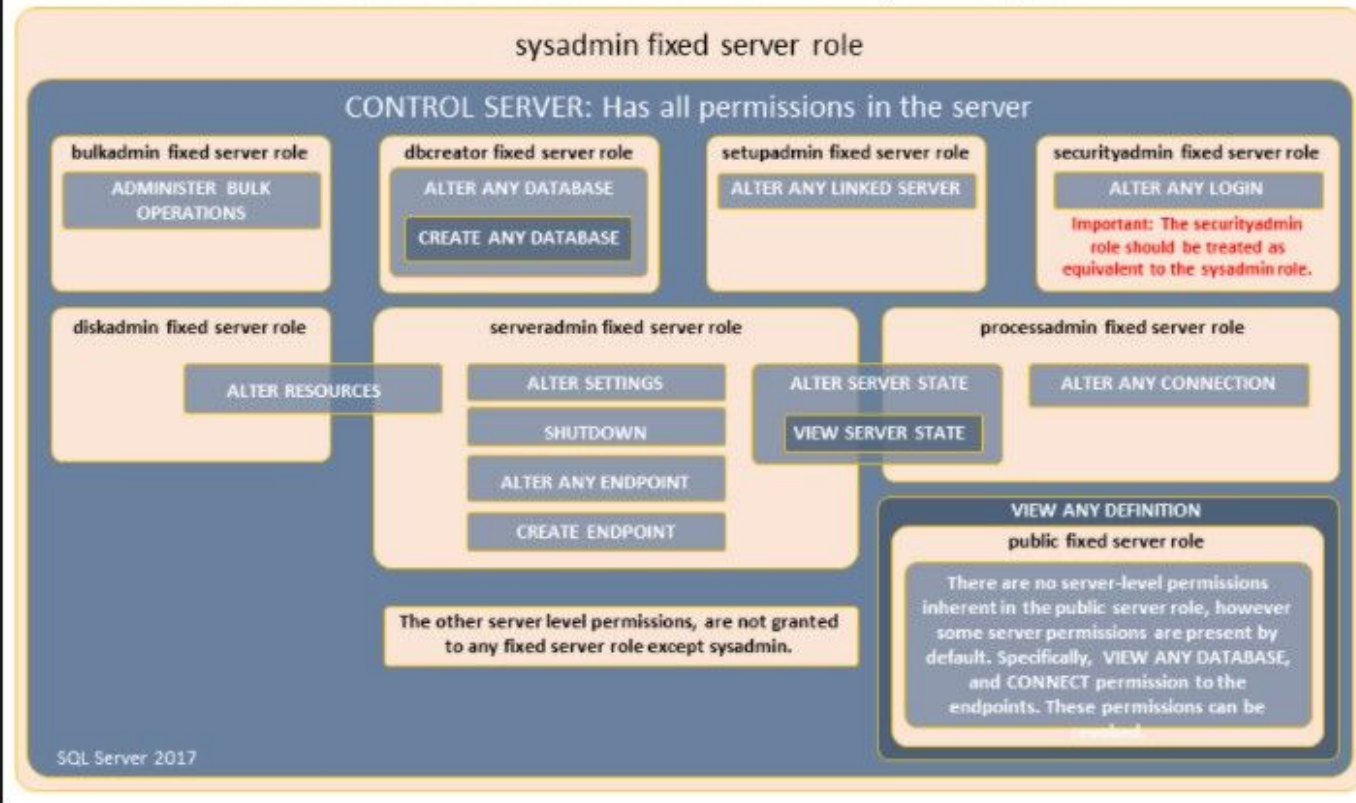 sysadmin fixed server role
CONTROL SERVER: Has all permissions in the server
bulkadmin fixed server role
ADMINISTER BULK
OPERATIONS
dbcreator fixed server role
ALTER ANY DATABASE
CREATE ANY DATABASE
setupadmin fixed server role
ALTER ANY LINKED SERVER
securityadmin fixed server role
ALTER ANY LOGIN
Important: The securityadmin
role should be treated as
equivalent to the sysadmin role.
diskadmin fixed server role
ALTER RESOURCES
serveradmin fixed server role
ALTER SETTINGS
SHUTDOWN
ALTER ANY ENDPOINT
CREATE ENDPOINT
ALTER SERVER STATE
VIEW SERVER STATE
processadmin fixed server role
ALTER ANY CONNECTION
VIEW ANY DEFINITION
public fixed server role
There are no server-level permissions
inherent in the public server role, however
some server permissions are present by
default. Specifically, VIEW ANY DATABASE,
and CONNECT permission to the
endpoints. These permissions can be
The other server level permissions, are not granted
to any fixed server role except sysadmin.
SQL Server 2017